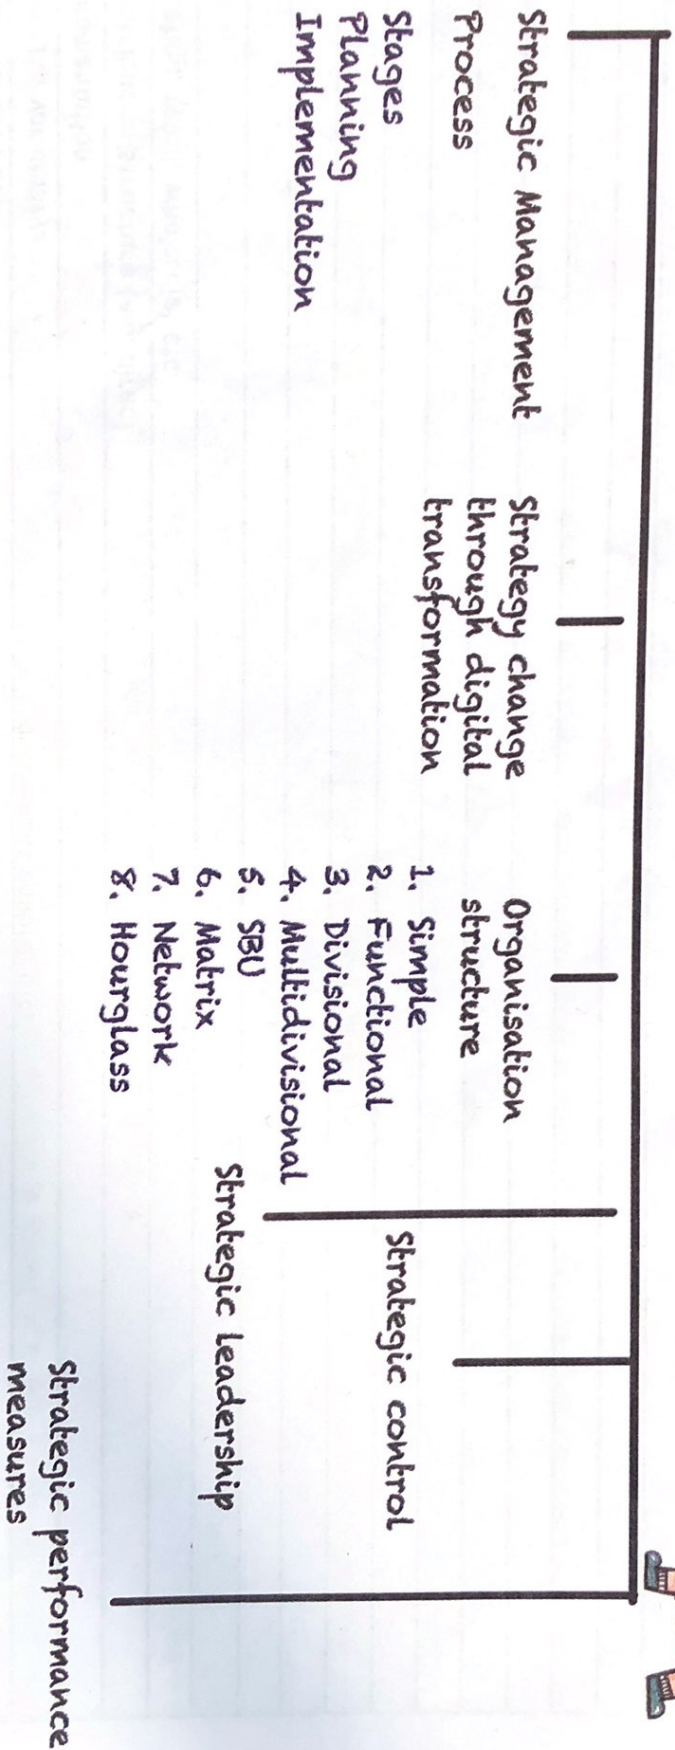 Strategic Management
Process
Stages
Planning
Implementation
Strategy change
through digital
transformation
Organisation
structure
1. Simple
2. Functional
3. Divisional
4. Multidivisional
5. SBU
6. Matrix
7. Network
8. Hourglass
Strategic leadership
Strategic control
Strategic performance
measures